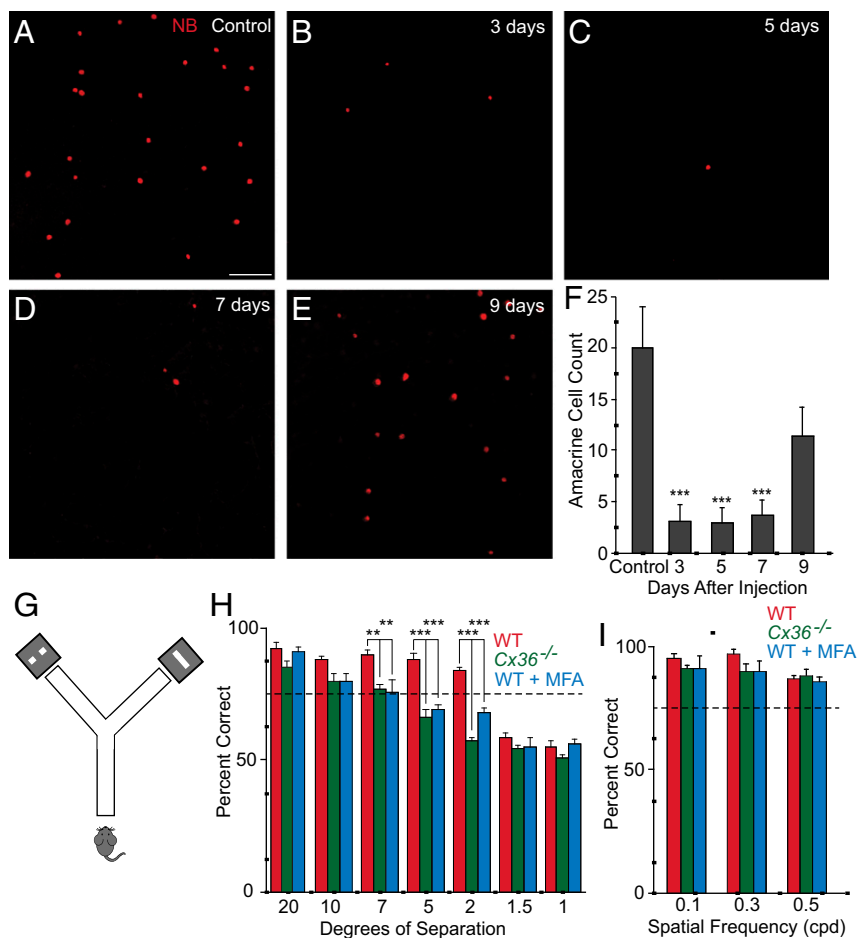 A NB Control
B 3 days
C 5 days
D 7 days
E 9 days
F
25
20
15
10
5
0
Amacrine Cell Count
Control 3 5 7 9
Days After Injection
G
H
WT
Cx36-/-
WT + MFA
** **
*** ***
*** ***
100
50
0
Percent Correct
20 10 7 5 2 1.5 1
Degrees of Separation
I
WT
Cx36-/-
WT + MFA
100
50
0
Percent Correct
0.1 0.3 0.5
Spatial Frequency (cpd)
*** *** ***